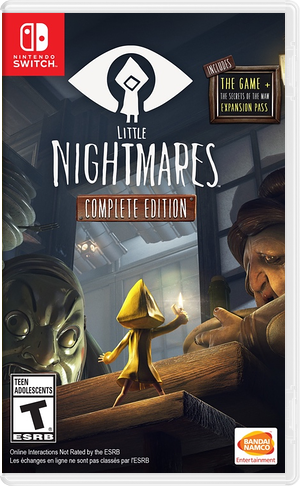 NINTENDO
SWITCH™
INCLUDES
THE GAME +
THE SECRETS OF THE MAW
EXPANSION PASS
LITTLE
NIGHTMARES
COMPLETE EDITION
TEEN
ADOLESCENTS
T
ESRB
Online Interactions Not Rated by the ESRB
Les échanges en ligne ne sont pas classés par l'ESRB
BANDAI
NAMCO
Entertainment